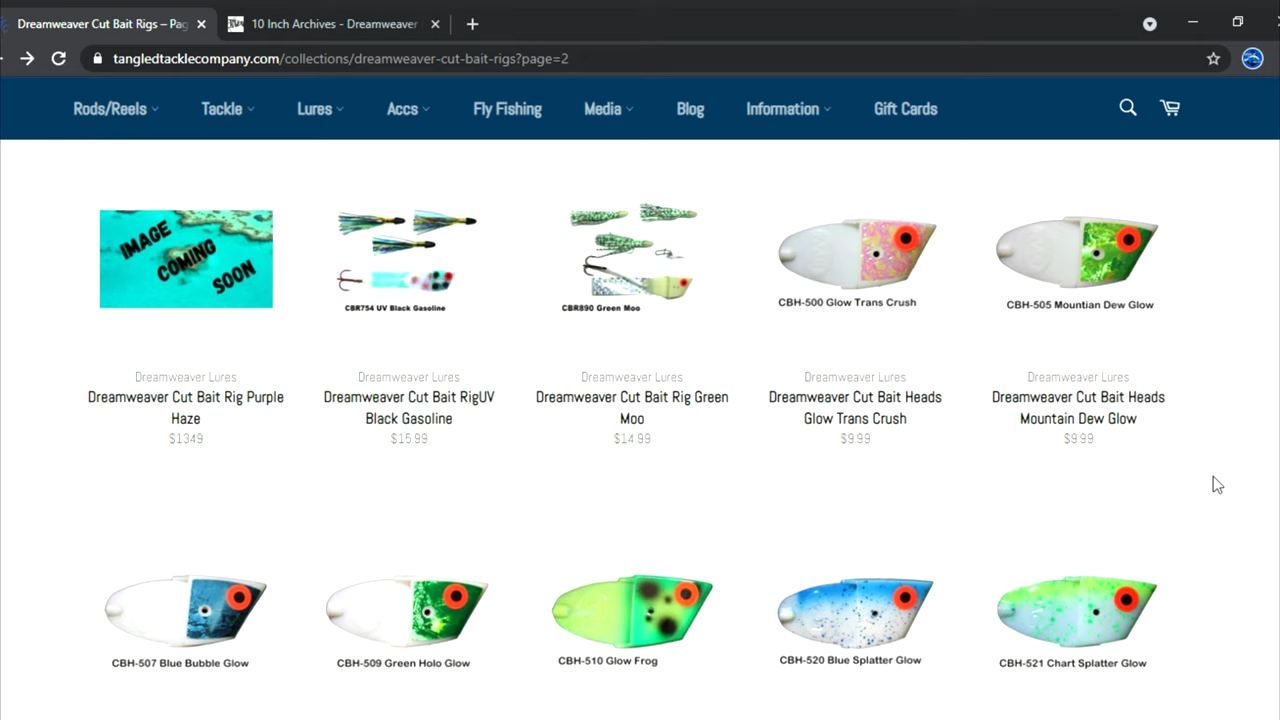 Dreamweaver Cut Bait Rigs – Pag
10 Inch Archives - Dreamweaver
tangledtacklecompany.com/collections/dreamweaver-cut-bait-rigs?page=2
Rods/Reels Tackle Lures Accs Fly Fishing Media Blog Information Gift Cards
IMAGE
COMING
SOON
CBR754 UV Black Gasoline
CBR890 Green Moo
CBH-500 Glow Trans Crush
CBH-505 Mountian Dew Glow
Dreamweaver Lures
Dreamweaver Cut Bait Rig Purple
Haze
$1349
Dreamweaver Lures
Dreamweaver Cut Bait RigUV
Black Gasoline
$15.99
Dreamweaver Lures
Dreamweaver Cut Bait Rig Green
Moo
$14.99
Dreamweaver Lures
Dreamweaver Cut Bait Heads
Glow Trans Crush
$9.99
Dreamweaver Lures
Dreamweaver Cut Bait Heads
Mountain Dew Glow
$9.99
CBH-507 Blue Bubble Glow
CBH-509 Green Holo Glow
CBH-510 Glow Frog
CBH-520 Blue Splatter Glow
CBH-521 Chart Splatter Glow